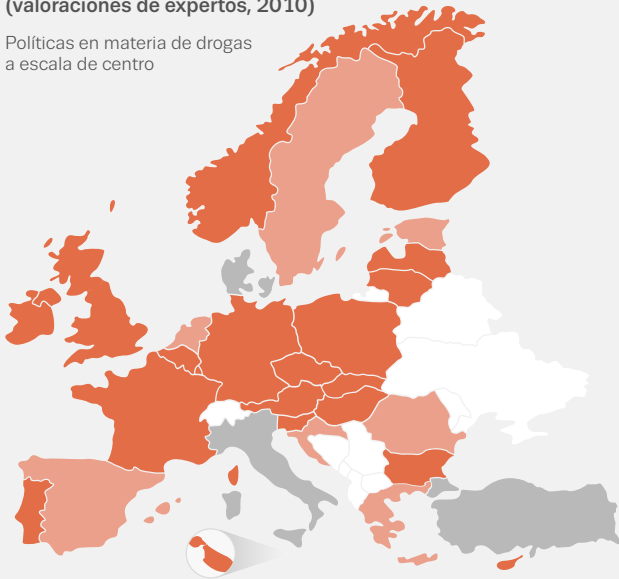 (valoraciones de expertos, 2010)
Políticas en materia de drogas
a escala de centro